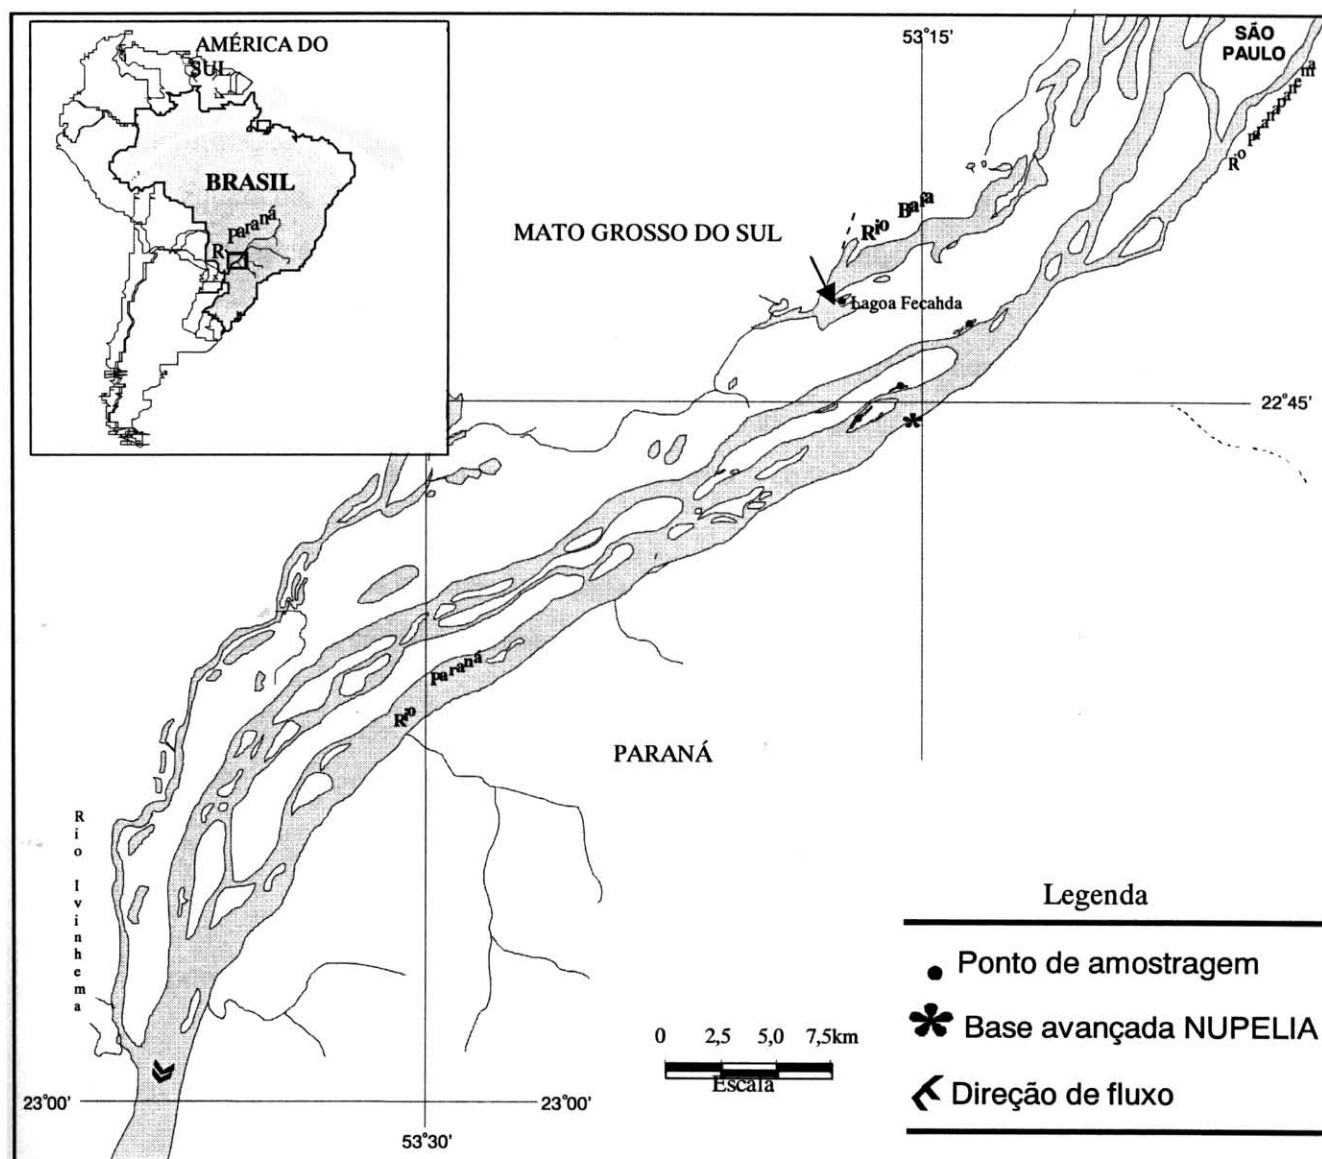 AMÉRICA DO
SUL
BRASIL
R. Paraná
53°15'
SÃO
PAULO
Rio Paranapanema
MATO GROSSO DO SUL
Rio Baía
Lagoa Fecahda
22°45'
Rio Paraná
PARANÁ
Rio Ivinhema
Legenda
Ponto de amostragem
Base avançada NUPELIA
Direção de fluxo
0 2,5 5,0 7,5km
Escala
23°00'
23°00'
53°30'